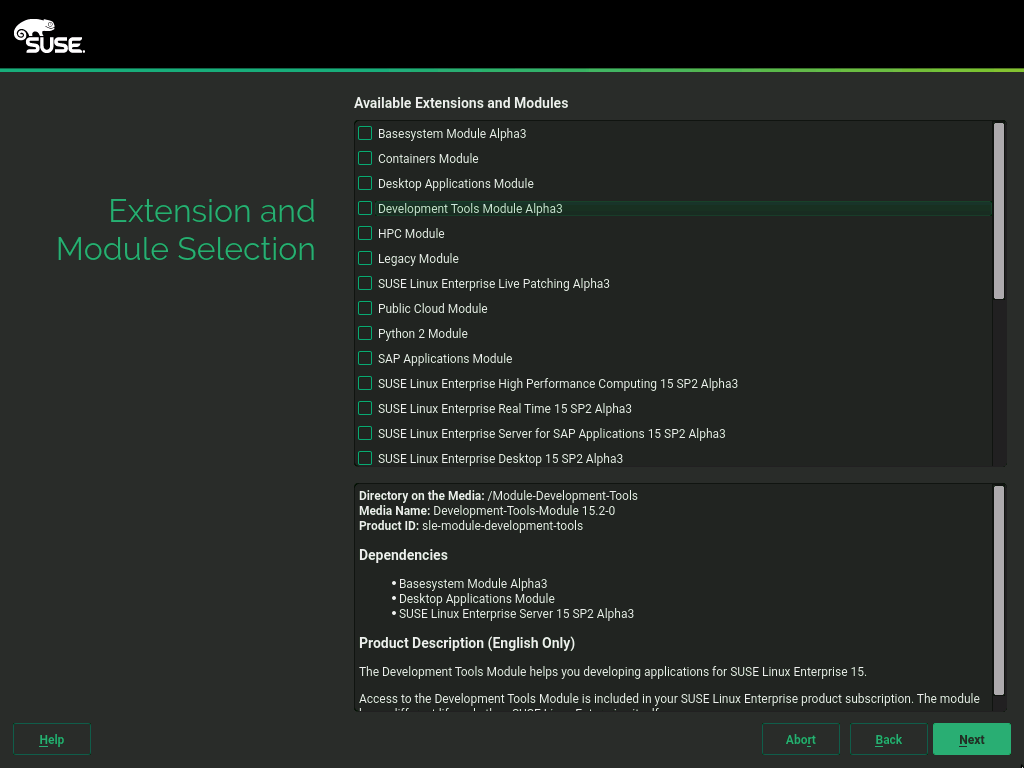 SUSE.
Available Extensions and Modules
Extension and
Module Selection
Basesystem Module Alpha3
Containers Module
Desktop Applications Module
Development Tools Module Alpha3
HPC Module
Legacy Module
SUSE Linux Enterprise Live Patching Alpha3
Public Cloud Module
Python 2 Module
SAP Applications Module
SUSE Linux Enterprise High Performance Computing 15 SP2 Alpha3
SUSE Linux Enterprise Real Time 15 SP2 Alpha3
SUSE Linux Enterprise Server for SAP Applications 15 SP2 Alpha3
SUSE Linux Enterprise Desktop 15 SP2 Alpha3
Directory on the Media: /Module-Development-Tools
Media Name: Development-Tools-Module 15.2-0
Product ID: sle-module-development-tools
Dependencies
• Basesystem Module Alpha3
• Desktop Applications Module
• SUSE Linux Enterprise Server 15 SP2 Alpha3
Product Description (English Only)
The Development Tools Module helps you developing applications for SUSE Linux Enterprise 15.
Access to the Development Tools Module is included in your SUSE Linux Enterprise product subscription. The module
Help
Abort
Back
Next